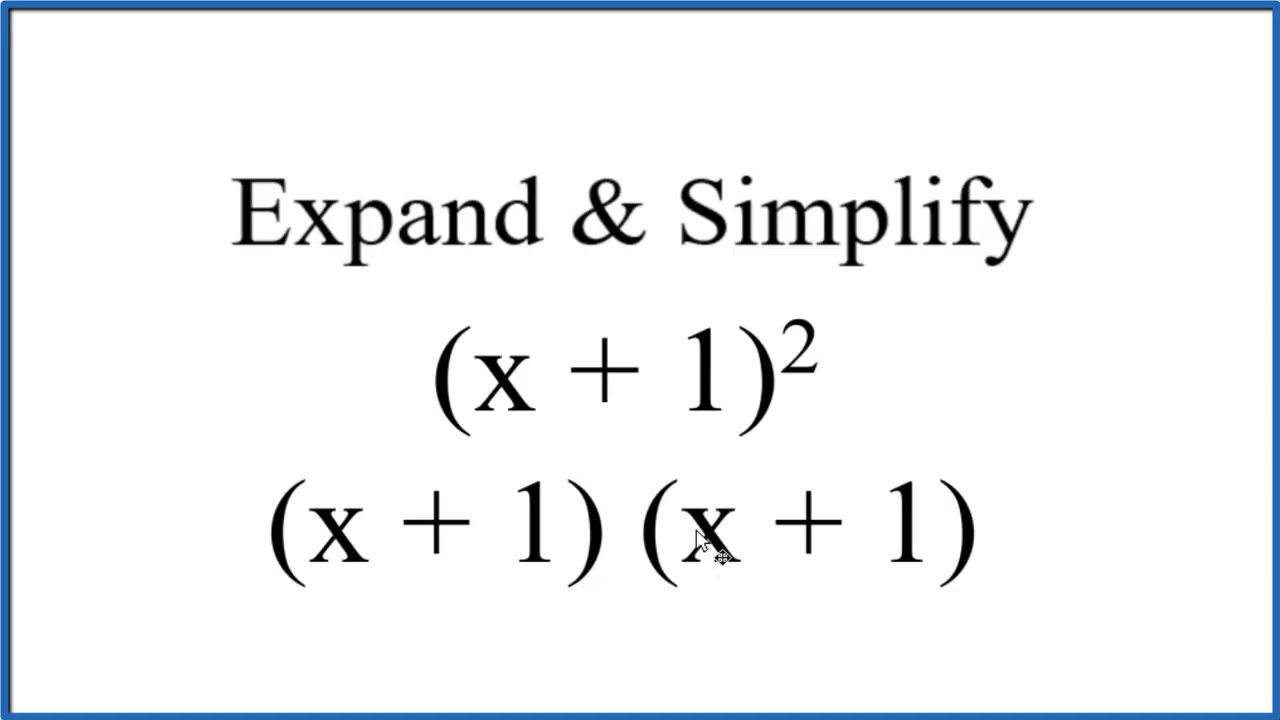 Expand & Simplify
(x + 1)²
(x + 1) (x + 1)